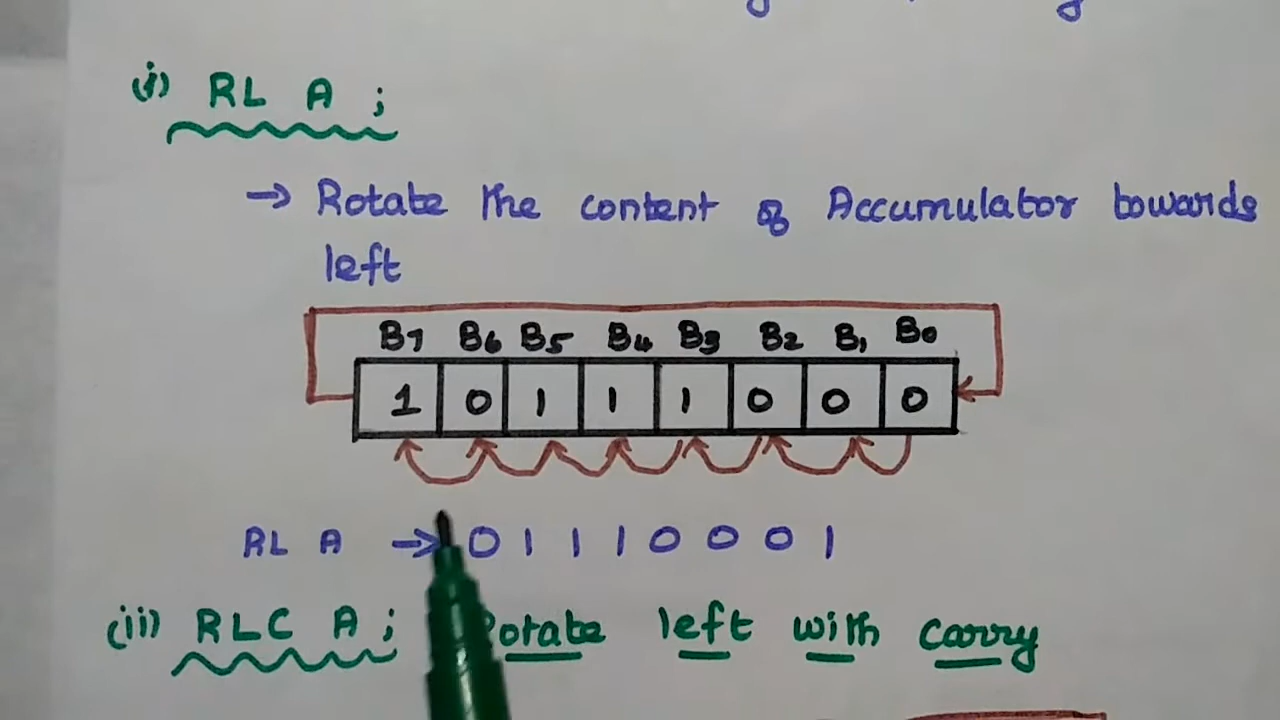 (i) RL A ;
→ Rotate the content of Accumulator towards
left
B7 B6 B5 B4 B3 B2 B1 B0
1 0 1 1 1 0 0 0
RL A → 0 1 1 1 0 0 0 1
(ii) RLC A ; Rotate left with carry